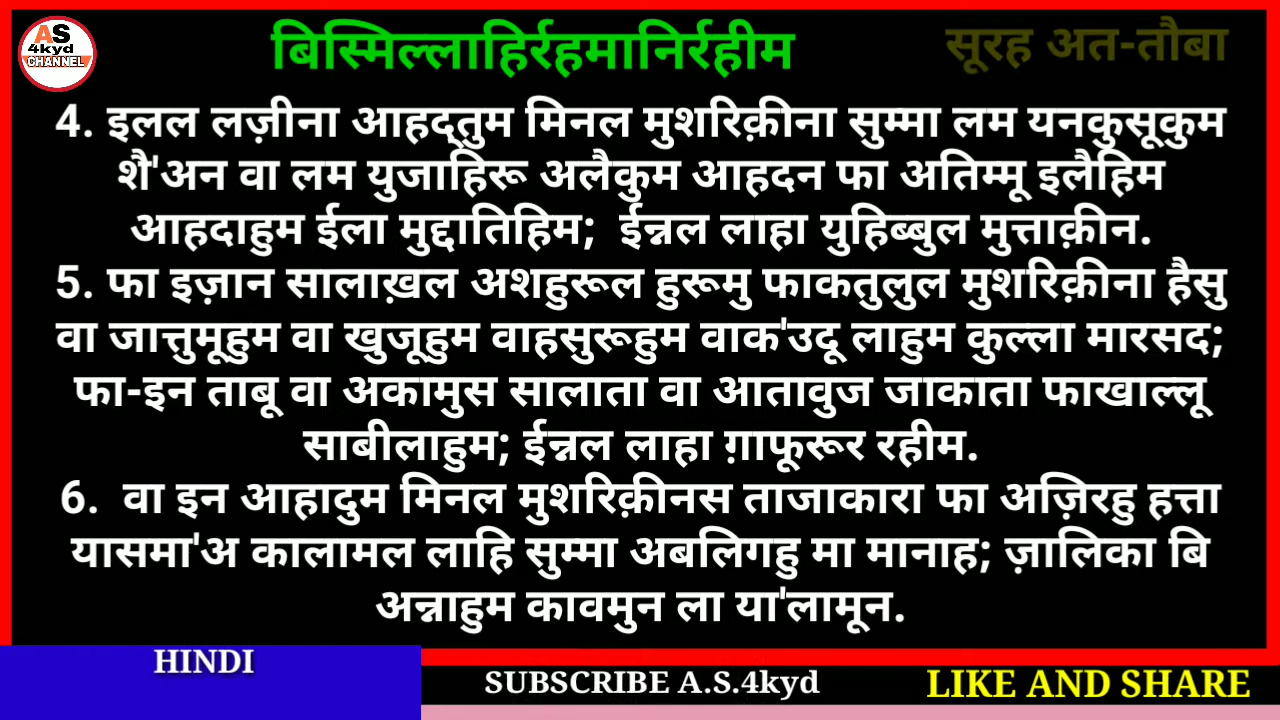 AS
4kyd
CHANNEL
बिस्मिल्लाहिर्रहमानिर्रहीम
सूरह अत-तौबा
4. इलल लज़ीना आहद्तुम मिनल मुशरिक़ीना सुम्मा लम यनकुसूकुम
शै'अन वा लम युजाहिरू अलैकुम आहदन फा अतिम्मू इलैहिम
आहदाहुम ईला मुद्दातिहिम; ईन्नल लाहा युहिब्बुल मुत्ताक़ीन.
5. फा इज़ान सालाख़ल अशहुरूल हुरूमु फाकतुलुल मुशरिक़ीना हैसु
वा जात्तुमूहुम वा खुजूहुम वाहसुरूहुम वाक'उदू लाहुम कुल्ला मारसद;
फा-इन ताबू वा अकामुस सालाता वा आतावुज जाकाता फाखाल्लू
साबीलाहुम; ईन्नल लाहा ग़ाफूरूर रहीम.
6. वा इन आहादुम मिनल मुशरिक़ीनस ताजाकारा फा अज़िरहु हत्ता
यासमा'अ कालामल लाहि सुम्मा अबलिगहु मा मानाह; ज़ालिका बि
अन्नाहुम कावमुन ला या'लामून.
HINDI
SUBSCRIBE A.S.4kyd
LIKE AND SHARE